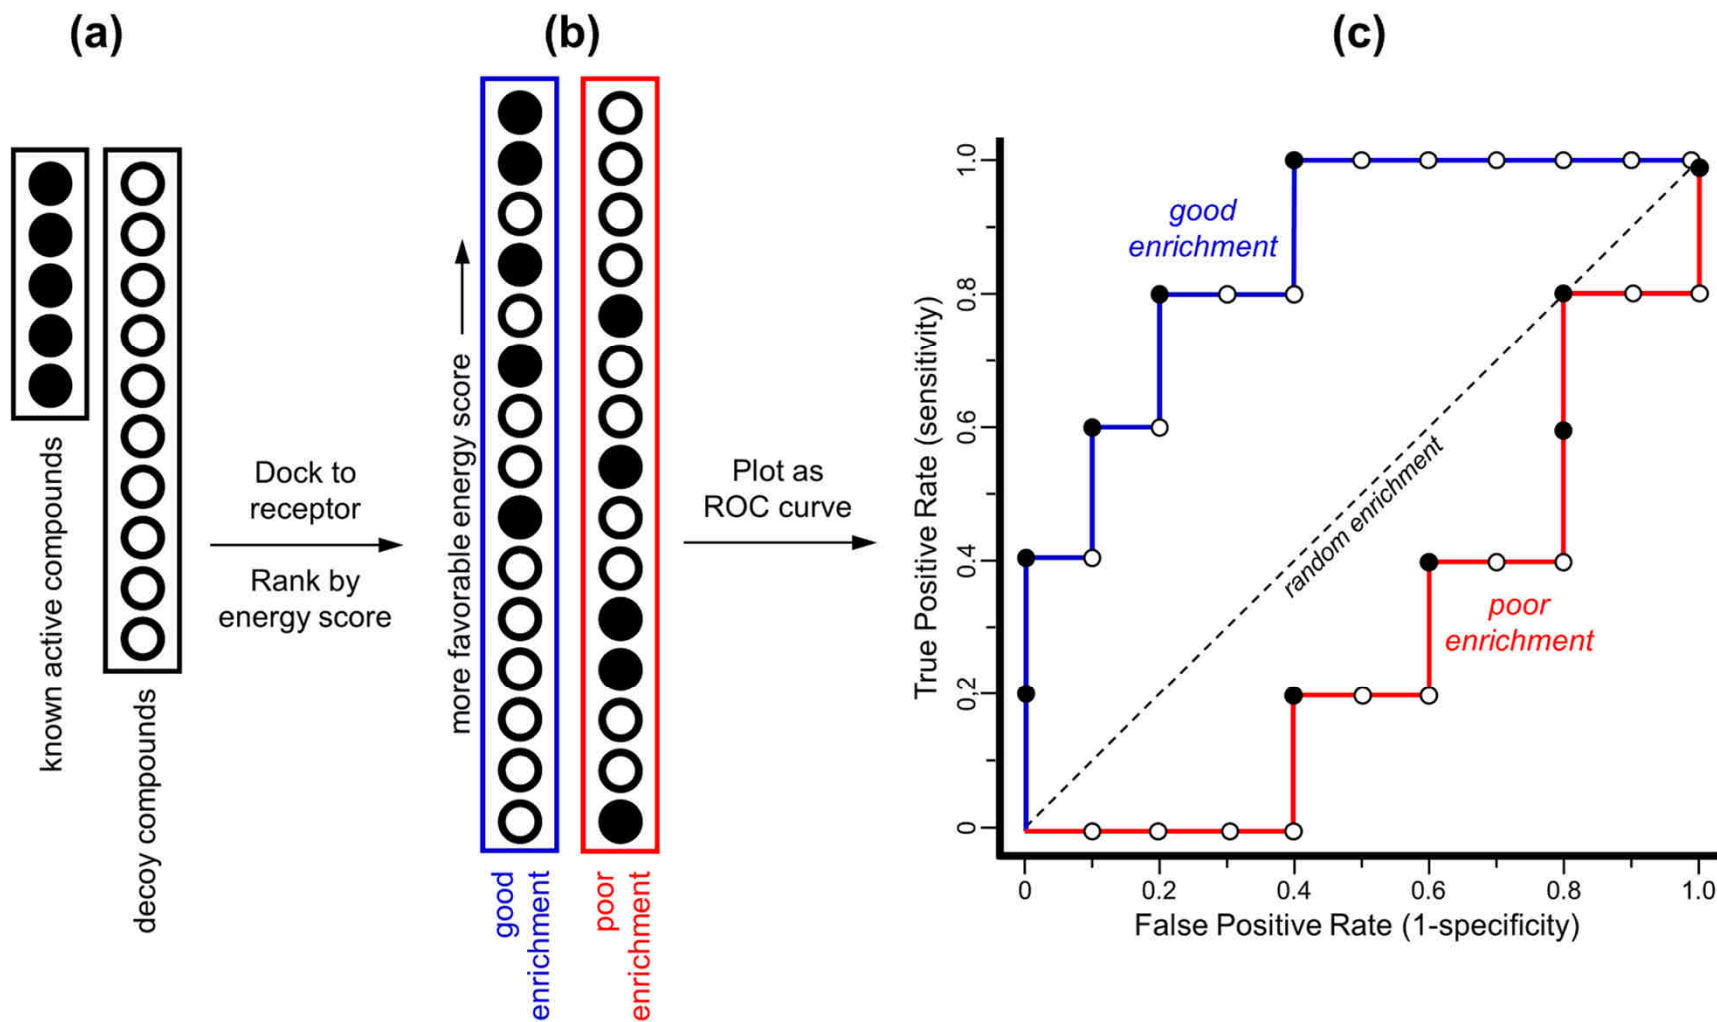 (a)
(b)
(c)
known active compounds
decoy compounds
Dock to
receptor
Rank by
energy score
more favorable energy score
good
enrichment
poor
enrichment
Plot as
ROC curve
True Positive Rate (sensitivity)
1.0
0.8
0.6
0.4
0.2
0
good
enrichment
random enrichment
poor
enrichment
0 0.2 0.4 0.6 0.8 1.0
False Positive Rate (1-specificity)